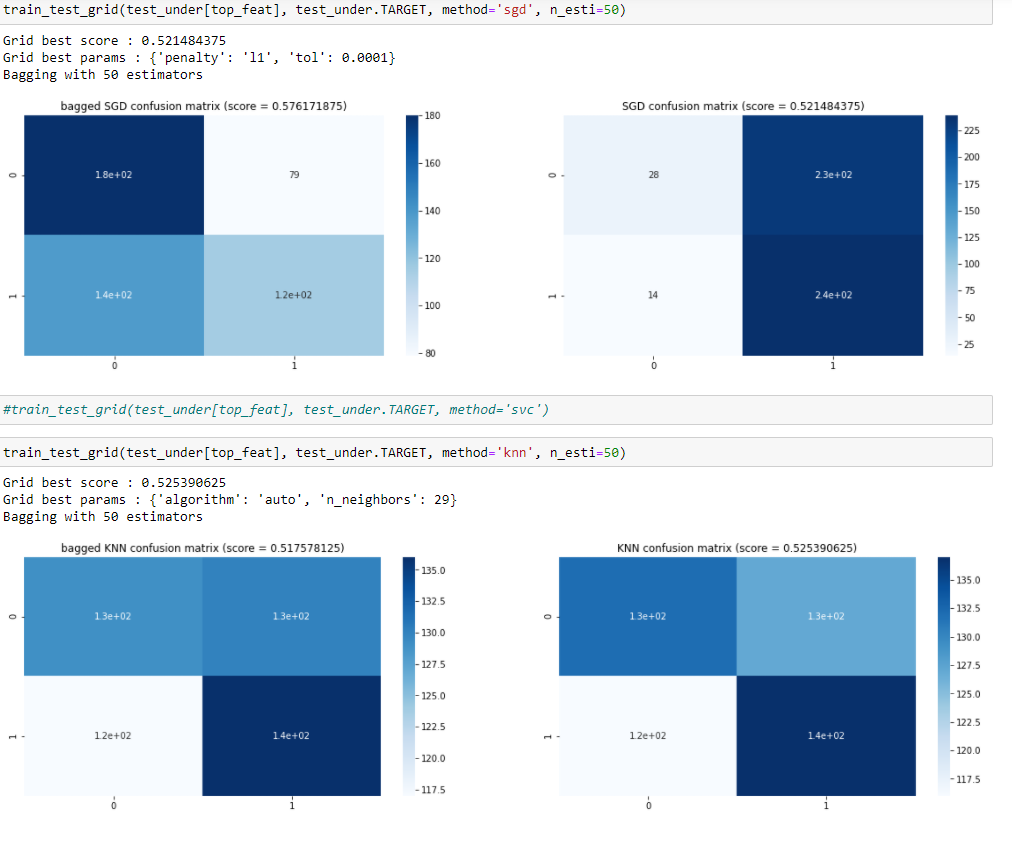 train_test_grid(test_under[top_feat], test_under.TARGET, method='sgd', n_esti=50)
Grid best score : 0.521484375
Grid best params : {'penalty': 'l1', 'tol': 0.0001}
Bagging with 50 estimators
bagged SGD confusion matrix (score = 0.576171875)
180
160
140
120
100
80
0
1
1.8e+02
79
1.4e+02
1.2e+02
0
1
SGD confusion matrix (score = 0.521484375)
225
200
175
150
125
100
75
50
25
0
1
28
2.3e+02
14
2.4e+02
0
1
#train_test_grid(test_under[top_feat], test_under.TARGET, method='svc')
train_test_grid(test_under[top_feat], test_under.TARGET, method='knn', n_esti=50)
Grid best score : 0.525390625
Grid best params : {'algorithm': 'auto', 'n_neighbors': 29}
Bagging with 50 estimators
bagged KNN confusion matrix (score = 0.517578125)
135.0
132.5
130.0
127.5
125.0
122.5
120.0
117.5
0
1
1.3e+02
1.3e+02
1.2e+02
1.4e+02
0
1
KNN confusion matrix (score = 0.525390625)
135.0
132.5
130.0
127.5
125.0
122.5
120.0
117.5
0
1
1.3e+02
1.3e+02
1.2e+02
1.4e+02
0
1